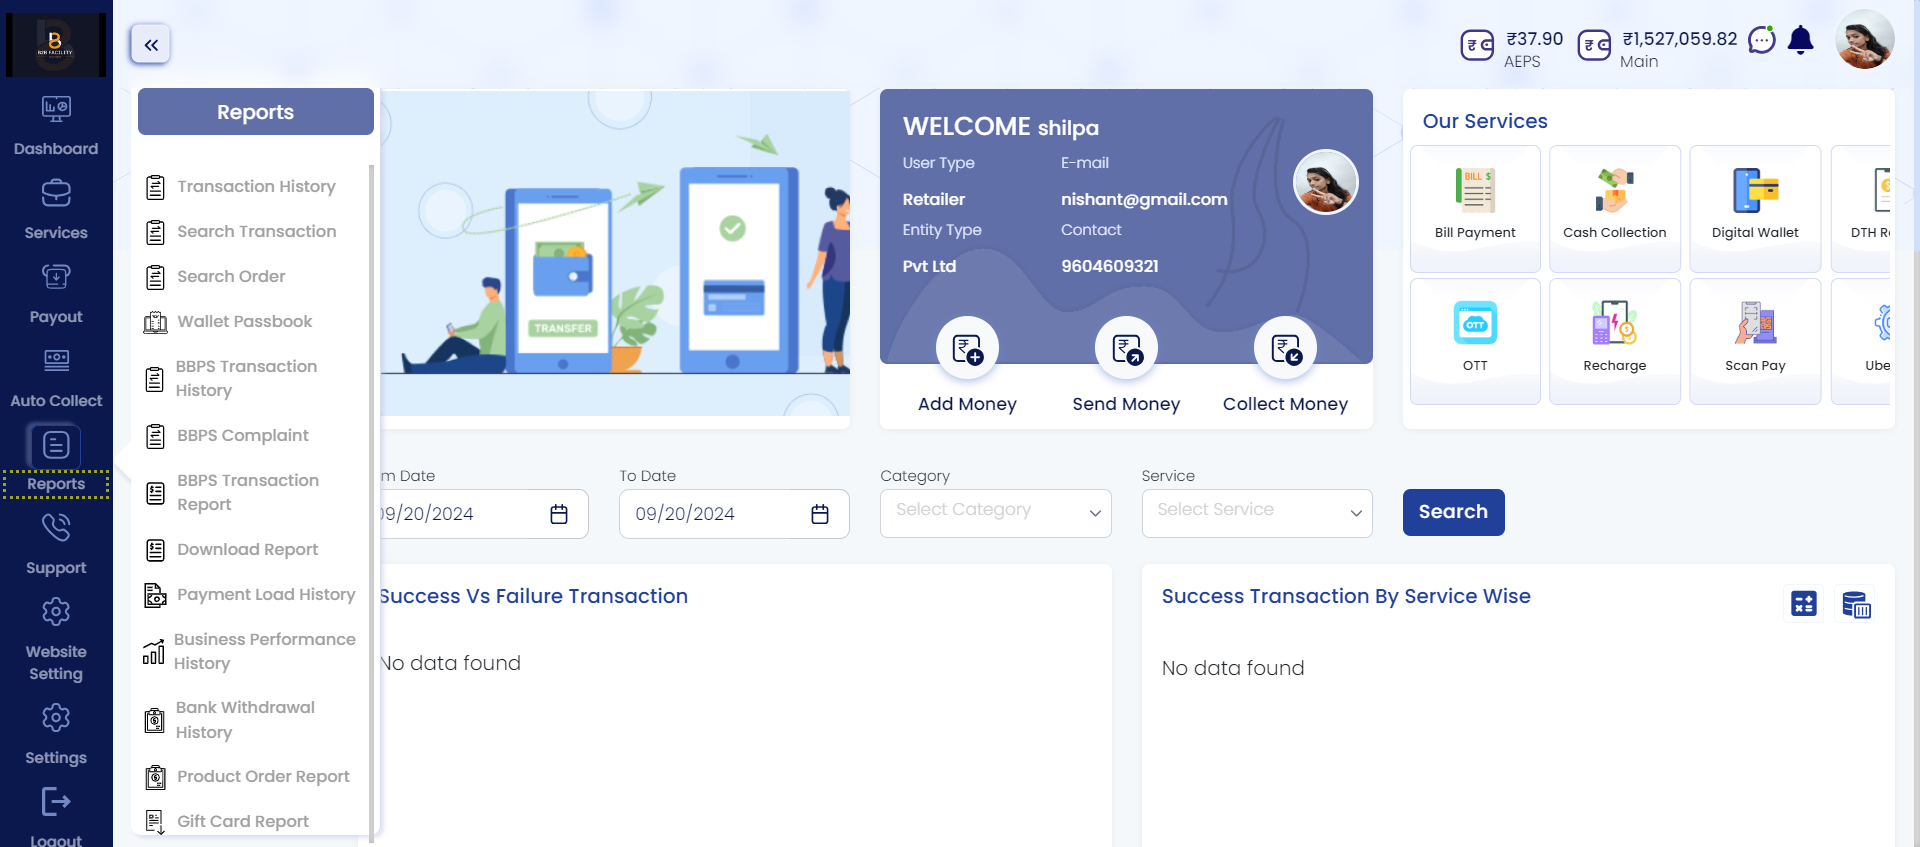 B2B FACILITY
Dashboard
Services
Payout
Auto Collect
Reports
Support
Website
Setting
Settings
Logout
Reports
Transaction History
Search Transaction
Search Order
Wallet Passbook
BBPS Transaction
History
BBPS Complaint
BBPS Transaction
Report
Download Report
Payment Load History
Business Performance
History
Bank Withdrawal
History
Product Order Report
Gift Card Report
₹37.90
AEPS
₹1,527,059.82
Main
TRANSFER
WELCOME shilpa
User Type
E-mail
Retailer
nishant@gmail.com
Entity Type
Contact
Pvt Ltd
9604609321
Add Money
Send Money
Collect Money
Our Services
BILL $
Bill Payment
Cash Collection
Digital Wallet
DTH R
OTT
OTT
Recharge
Scan Pay
Ube
m Date
09/20/2024
To Date
09/20/2024
Category
Select Category
Service
Select Service
Search
Success Vs Failure Transaction
No data found
Success Transaction By Service Wise
No data found